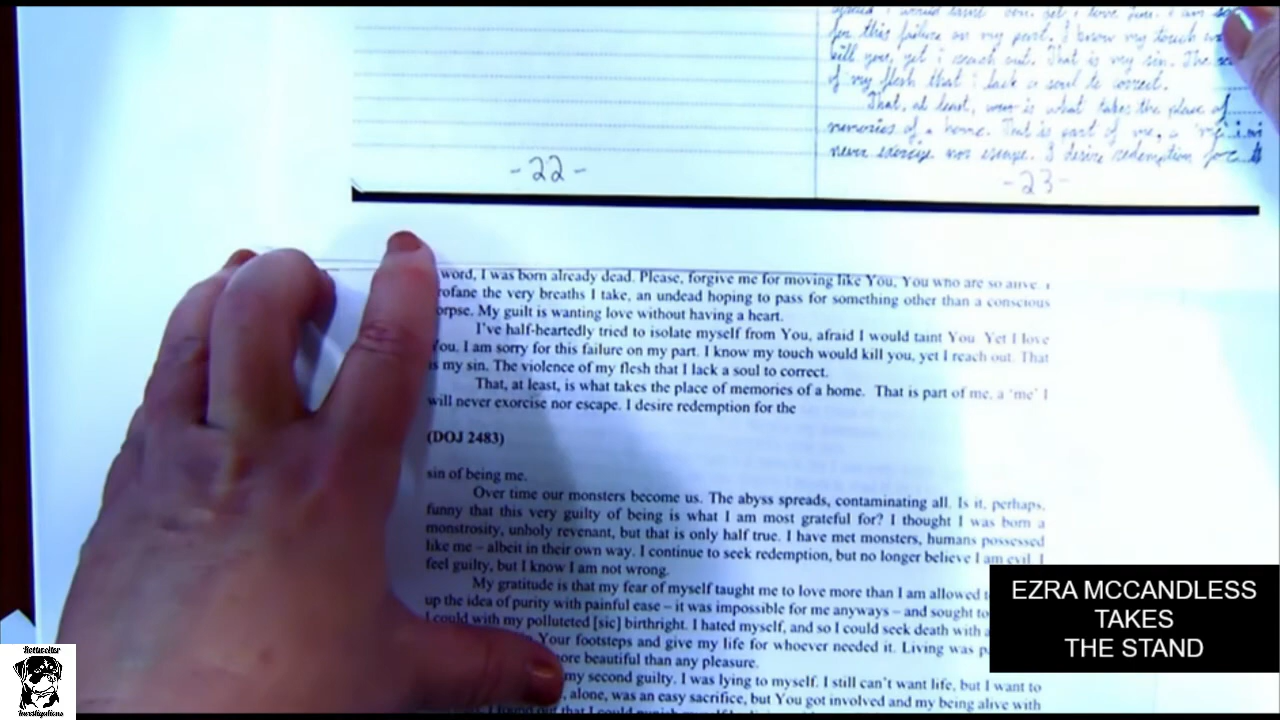 afraid I would taint You. Yet I love You. I am
for this failure on my part. I know my touch
kill you, yet I reach out. That is my sin. The
of my flesh that I lack a soul to correct.
That, at least, is what takes the place of
memories of a home. That is part of me, a 'me' I
never exorcise nor escape. I desire redemption for
-22-
-23-
word, I was born already dead. Please, forgive me for moving like You, You who are so alive. I
rofane the very breaths I take, an undead hoping to pass for something other than a conscious
orpse. My guilt is wanting love without having a heart.
I've half-heartedly tried to isolate myself from You, afraid I would taint You. Yet I love
You. I am sorry for this failure on my part. I know my touch would kill you, yet I reach out. That
is my sin. The violence of my flesh that I lack a soul to correct.
That, at least, is what takes the place of memories of a home. That is part of me, a 'me' I
will never exorcise nor escape. I desire redemption for the
(DOJ 2483)
sin of being me.
Over time our monsters become us. The abyss spreads, contaminating all. Is it, perhaps,
funny that this very guilty of being is what I am most grateful for? I thought I was born a
monstrosity, unholy revenant, but that is only half true. I have met monsters, humans possessed
like me – albeit in their own way. I continue to seek redemption, but no longer believe I am evil. I
feel guilty, but I know I am not wrong.
My gratitude is that my fear of myself taught me to love more than I am allowed
up the idea of purity with painful ease – it was impossible for me anyways – and sought to
I could with my polluteted [sic] birthright. I hated myself, and so I could seek death with
Your footsteps and give my life for whoever needed it. Living was
ore beautiful than any pleasure.
my second guilty. I was lying to myself. I still can't want life, but I want to
, alone, was an easy sacrifice, but You got involved and my being alive with
I found out that I could
EZRA MCCANDLESS
TAKES
THE STAND
Rottweiler
Investigations